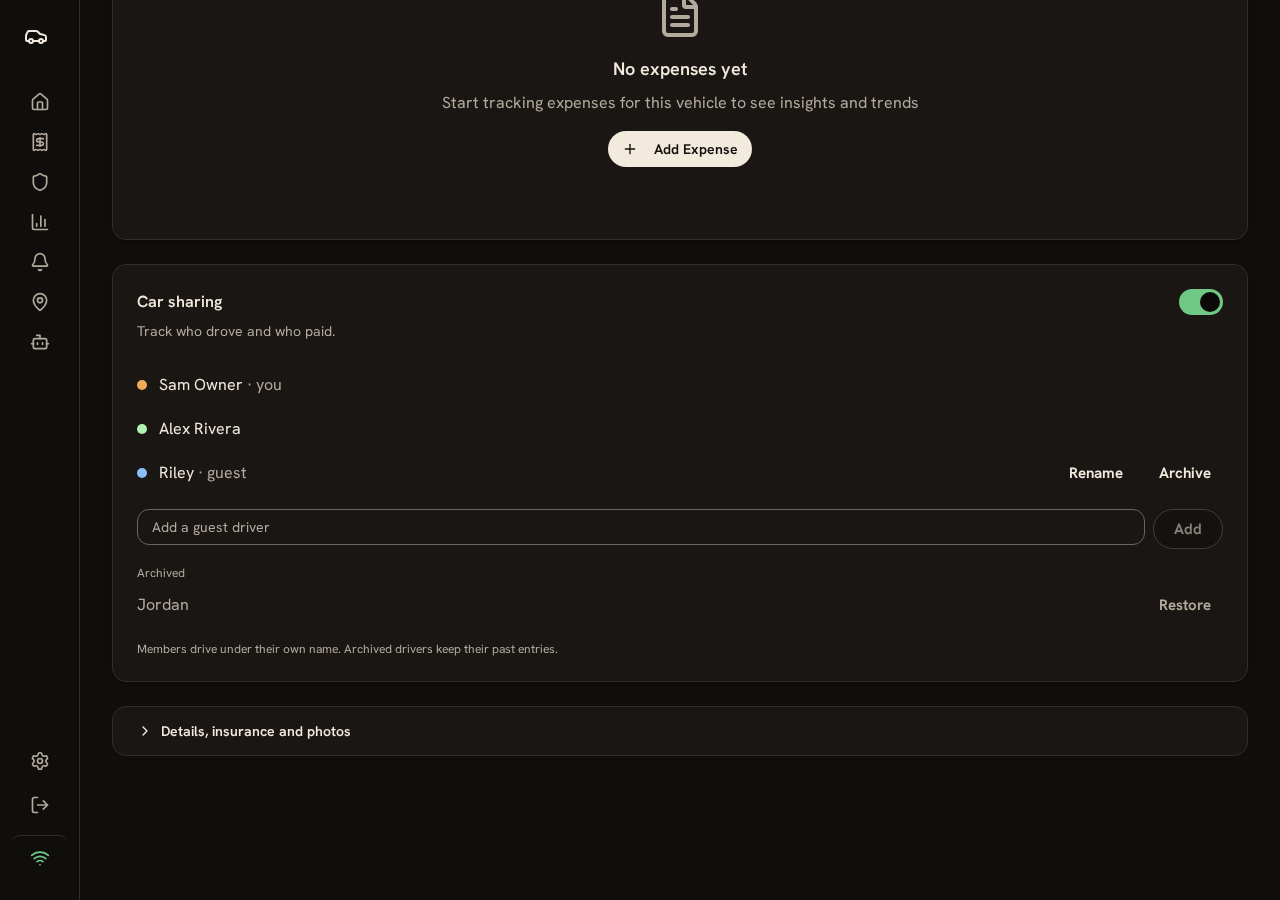 No expenses yet
Start tracking expenses for this vehicle to see insights and trends
Add Expense
Car sharing
Track who drove and who paid.
Sam Owner · you
Alex Rivera
Riley · guest
Rename
Archive
Add a guest driver
Add
Archived
Jordan
Restore
Members drive under their own name. Archived drivers keep their past entries.
Details, insurance and photos